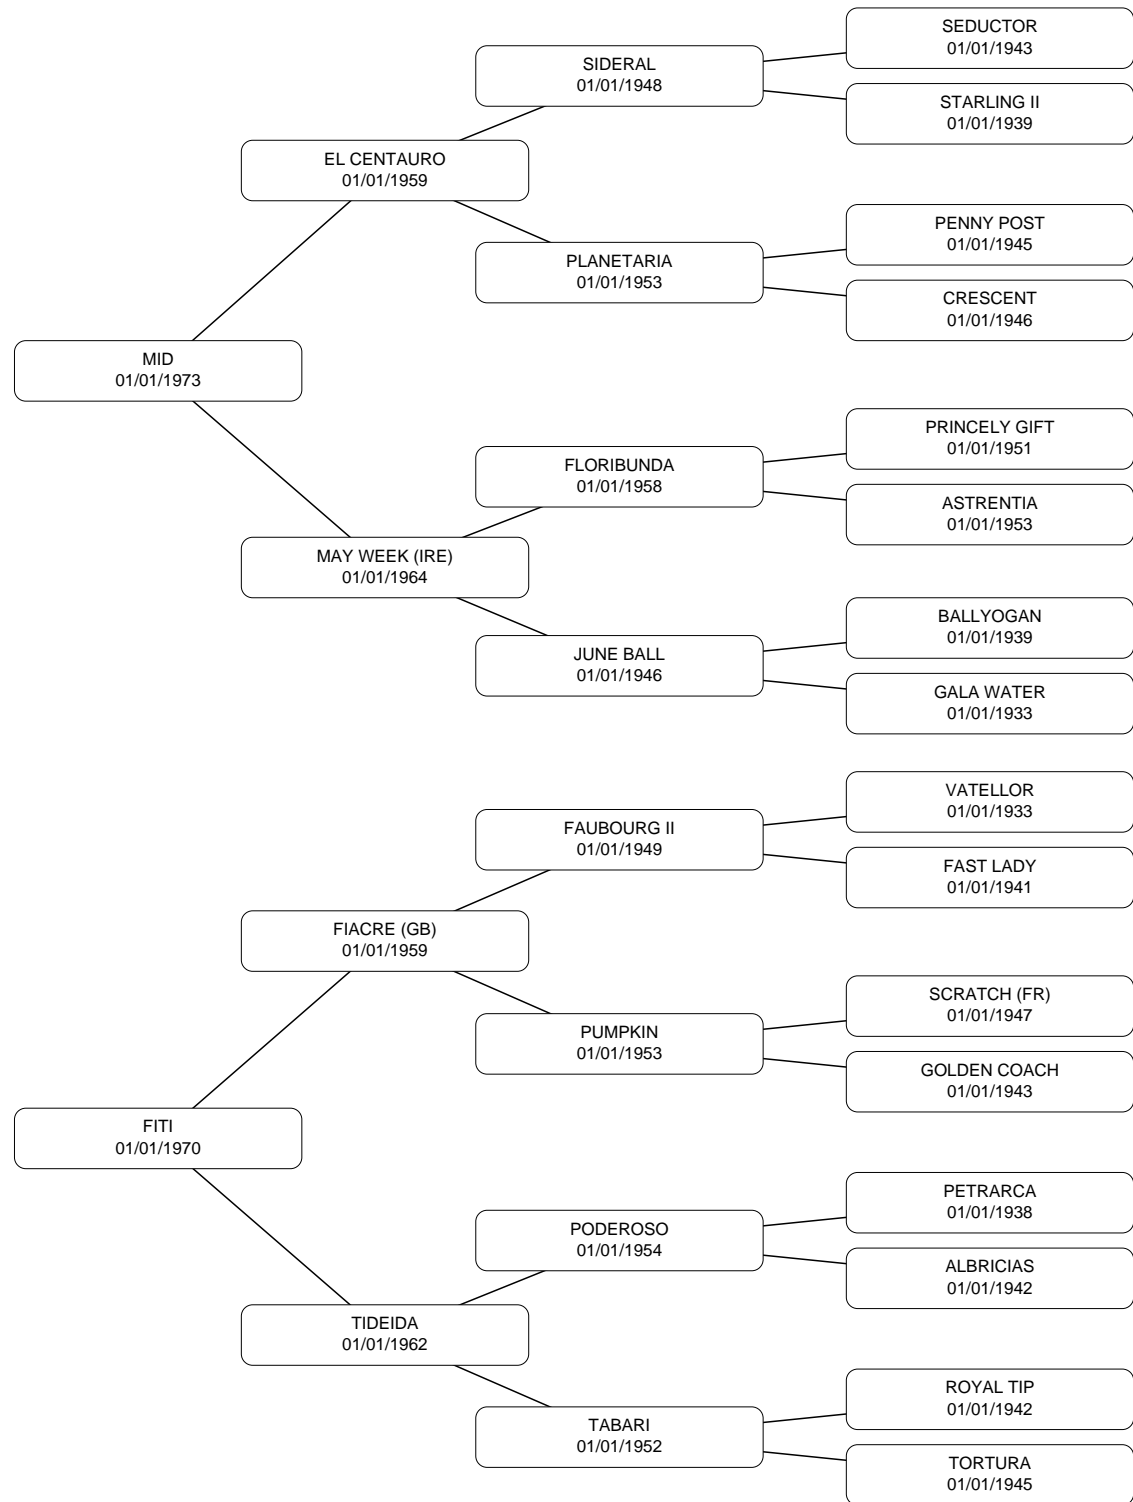 SEDUCTOR
01/01/1943
SIDERAL
01/01/1948
STARLING II
01/01/1939
EL CENTAURO
01/01/1959
PENNY POST
01/01/1945
PLANETARIA
01/01/1953
CRESCENT
01/01/1946
MID
01/01/1973
PRINCELY GIFT
01/01/1951
FLORIBUNDA
01/01/1958
ASTRENTIA
01/01/1953
MAY WEEK (IRE)
01/01/1964
BALLYOGAN
01/01/1939
JUNE BALL
01/01/1946
GALA WATER
01/01/1933
VATELLOR
01/01/1933
FAUBOURG II
01/01/1949
FAST LADY
01/01/1941
FIACRE (GB)
01/01/1959
SCRATCH (FR)
01/01/1947
PUMPKIN
01/01/1953
GOLDEN COACH
01/01/1943
FITI
01/01/1970
PETRARCA
01/01/1938
PODEROSO
01/01/1954
ALBRICIAS
01/01/1942
TIDEIDA
01/01/1962
ROYAL TIP
01/01/1942
TABARI
01/01/1952
TORTURA
01/01/1945